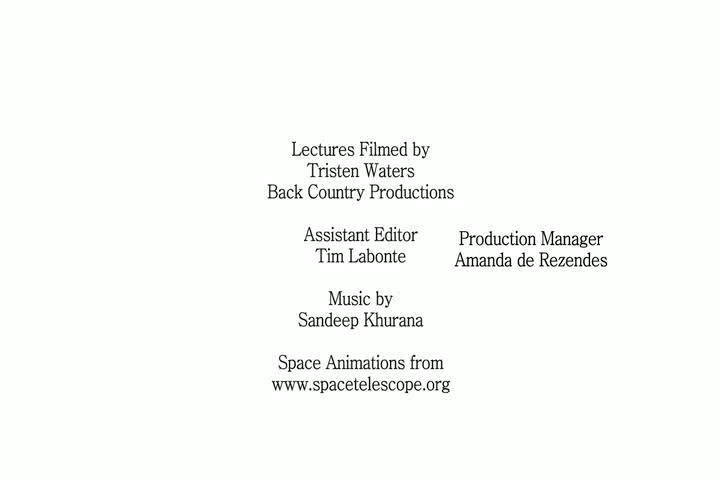 Lectures Filmed by
Tristen Waters
Back Country Productions
Assistant Editor
Tim Labonte
Production Manager
Amanda de Rezendes
Music by
Sandeep Khurana
Space Animations from
www.spacetelescope.org